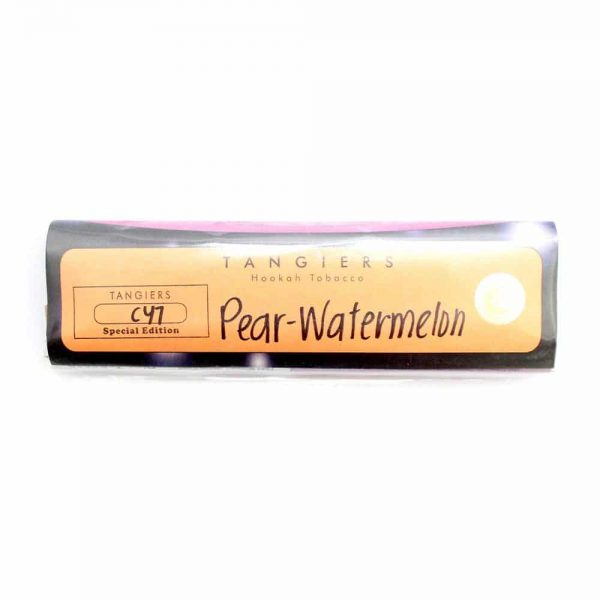 TANGIERS
Hookah Tobacco
TANGIERS
C47
Special Edition
Pear-Watermelon